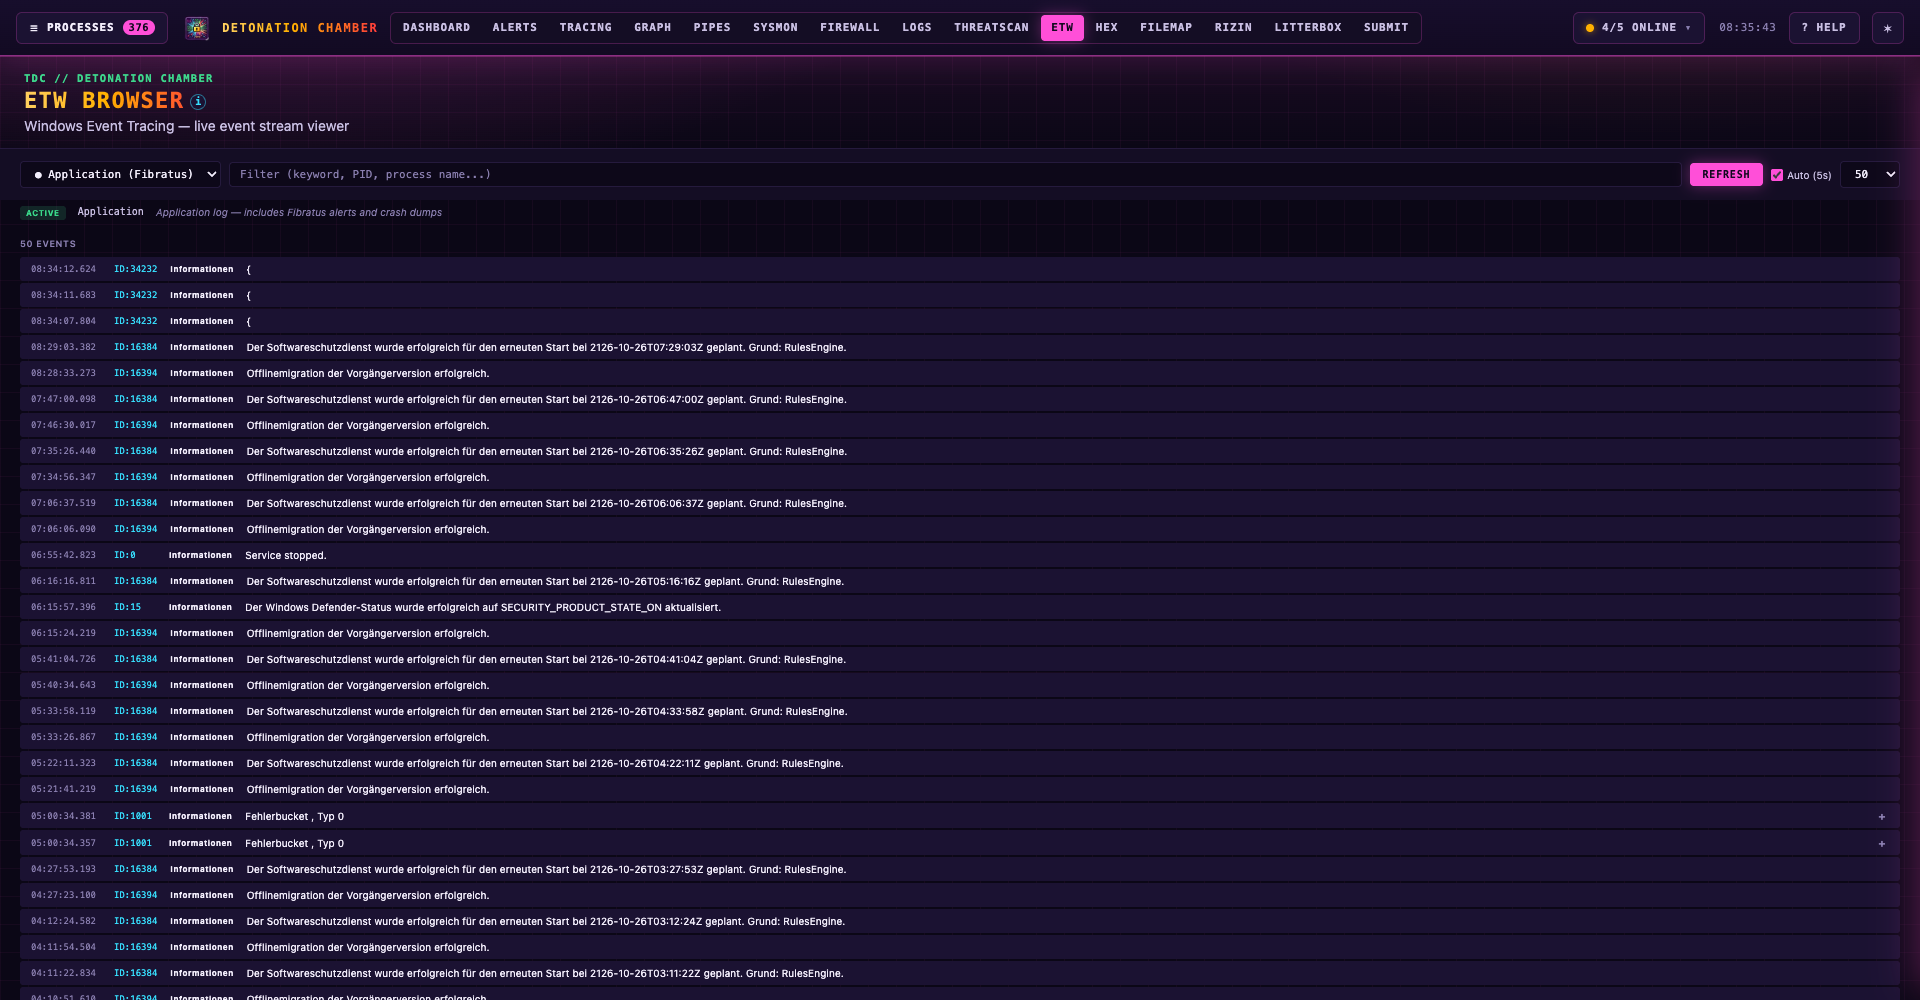 ≡ PROCESSES 376 DETONATION CHAMBER DASHBOARD ALERTS TRACING GRAPH PIPES SYSMON FIREWALL LOGS THREATSCAN ETW HEX FILEMAP RIZIN LITTERBOX SUBMIT 4/5 ONLINE ▾ 08:35:43 ? HELP
TDC // DETONATION CHAMBER
ETW BROWSER i
Windows Event Tracing — live event stream viewer
● Application (Fibratus) Filter (keyword, PID, process name...) REFRESH Auto (5s) 50
ACTIVE Application Application log — includes Fibratus alerts and crash dumps
50 EVENTS
08:34:12.624 ID:34232 Informationen {
08:34:11.683 ID:34232 Informationen {
08:34:07.804 ID:34232 Informationen {
08:29:03.382 ID:16384 Informationen Der Softwareschutzdienst wurde erfolgreich für den erneuten Start bei 2126-10-26T07:29:03Z geplant. Grund: RulesEngine.
08:28:33.273 ID:16394 Informationen Offlinemigration der Vorgängerversion erfolgreich.
07:47:00.098 ID:16384 Informationen Der Softwareschutzdienst wurde erfolgreich für den erneuten Start bei 2126-10-26T06:47:00Z geplant. Grund: RulesEngine.
07:46:30.017 ID:16394 Informationen Offlinemigration der Vorgängerversion erfolgreich.
07:35:26.440 ID:16384 Informationen Der Softwareschutzdienst wurde erfolgreich für den erneuten Start bei 2126-10-26T06:35:26Z geplant. Grund: RulesEngine.
07:34:56.347 ID:16394 Informationen Offlinemigration der Vorgängerversion erfolgreich.
07:06:37.519 ID:16384 Informationen Der Softwareschutzdienst wurde erfolgreich für den erneuten Start bei 2126-10-26T06:06:37Z geplant. Grund: RulesEngine.
07:06:06.090 ID:16394 Informationen Offlinemigration der Vorgängerversion erfolgreich.
06:55:42.823 ID:0 Informationen Service stopped.
06:16:16.811 ID:16384 Informationen Der Softwareschutzdienst wurde erfolgreich für den erneuten Start bei 2126-10-26T05:16:16Z geplant. Grund: RulesEngine.
06:15:57.396 ID:15 Informationen Der Windows Defender-Status wurde erfolgreich auf SECURITY_PRODUCT_STATE_ON aktualisiert.
06:15:24.219 ID:16394 Informationen Offlinemigration der Vorgängerversion erfolgreich.
05:41:04.726 ID:16384 Informationen Der Softwareschutzdienst wurde erfolgreich für den erneuten Start bei 2126-10-26T04:41:04Z geplant. Grund: RulesEngine.
05:40:34.643 ID:16394 Informationen Offlinemigration der Vorgängerversion erfolgreich.
05:33:58.119 ID:16384 Informationen Der Softwareschutzdienst wurde erfolgreich für den erneuten Start bei 2126-10-26T04:33:58Z geplant. Grund: RulesEngine.
05:33:26.867 ID:16394 Informationen Offlinemigration der Vorgängerversion erfolgreich.
05:22:11.323 ID:16384 Informationen Der Softwareschutzdienst wurde erfolgreich für den erneuten Start bei 2126-10-26T04:22:11Z geplant. Grund: RulesEngine.
05:21:41.219 ID:16394 Informationen Offlinemigration der Vorgängerversion erfolgreich.
05:00:34.381 ID:1001 Informationen Fehlerbucket , Typ 0 +
05:00:34.357 ID:1001 Informationen Fehlerbucket , Typ 0 +
04:27:53.193 ID:16384 Informationen Der Softwareschutzdienst wurde erfolgreich für den erneuten Start bei 2126-10-26T03:27:53Z geplant. Grund: RulesEngine.
04:27:23.100 ID:16394 Informationen Offlinemigration der Vorgängerversion erfolgreich.
04:12:24.582 ID:16384 Informationen Der Softwareschutzdienst wurde erfolgreich für den erneuten Start bei 2126-10-26T03:12:24Z geplant. Grund: RulesEngine.
04:11:54.504 ID:16394 Informationen Offlinemigration der Vorgängerversion erfolgreich.
04:11:22.834 ID:16384 Informationen Der Softwareschutzdienst wurde erfolgreich für den erneuten Start bei 2126-10-26T03:11:22Z geplant. Grund: RulesEngine.
04:10:51.610 ID:16394 Informationen Offlinemigration der Vorgängerversion erfolgreich.